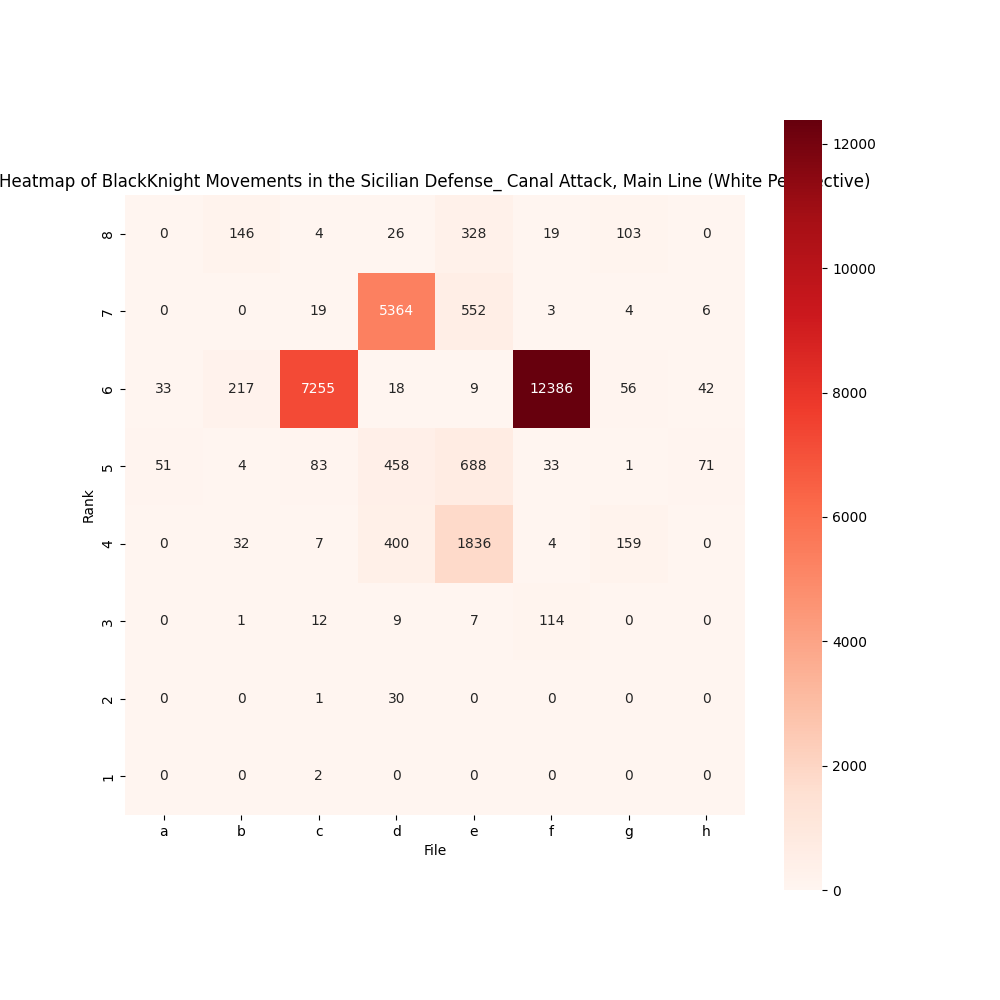 Heatmap of BlackKnight Movements in the Sicilian Defense_ Canal Attack, Main Line (White Pe ective)
12000
10000
8000
6000
4000
2000
0
Rank
8 0 146 4 26 328 19 103 0
7 0 0 19 5364 552 3 4 6
6 33 217 7255 18 9 12386 56 42
5 51 4 83 458 688 33 1 71
4 0 32 7 400 1836 4 159 0
3 0 1 12 9 7 114 0 0
2 0 0 1 30 0 0 0 0
1 0 0 2 0 0 0 0 0
a b c d e f g h
File